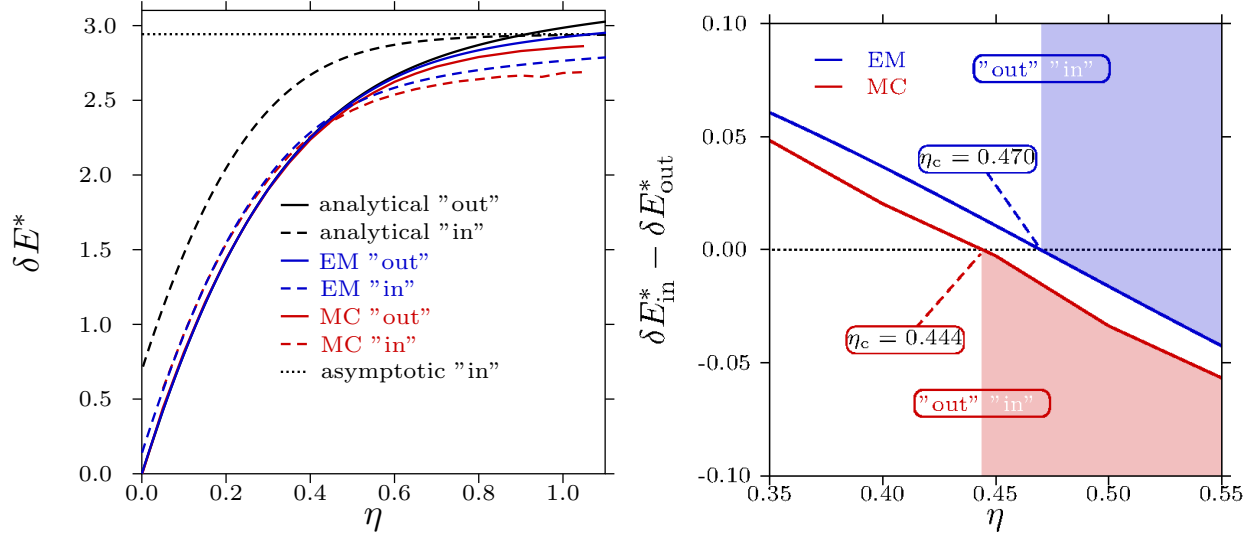 δE*
3.0
2.5
2.0
1.5
1.0
0.5
0.0
0.0
0.2
0.4
0.6
0.8
1.0
η
analytical "out"
analytical "in"
EM "out"
EM "in"
MC "out"
MC "in"
asymptotic "in"
δE*in − δE*out
0.10
0.05
0.00
-0.05
-0.10
0.35
0.40
0.45
0.50
0.55
η
EM
MC
"out" "in"
ηc = 0.470
ηc = 0.444
"out" "in"